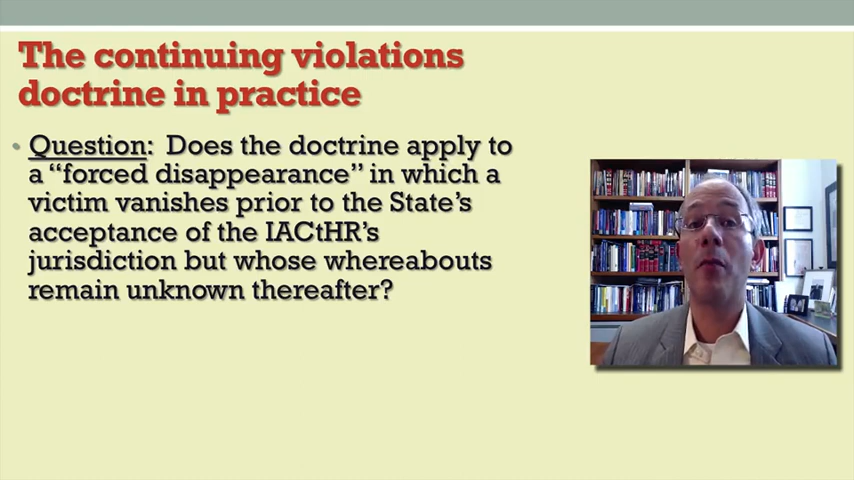 The continuing violations
doctrine in practice
• Question: Does the doctrine apply to
a “forced disappearance” in which a
victim vanishes prior to the State’s
acceptance of the IACtHR’s
jurisdiction but whose whereabouts
remain unknown thereafter?